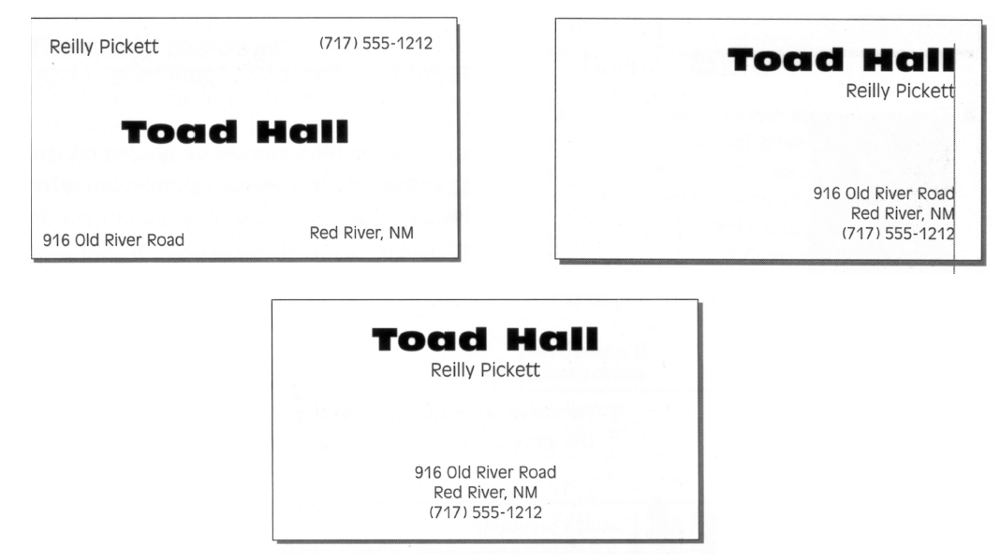 Reilly Pickett
(717) 555-1212
Toad Hall
916 Old River Road
Red River, NM
Toad Hall
Reilly Pickett
916 Old River Road
Red River, NM
(717) 555-1212
Toad Hall
Reilly Pickett
916 Old River Road
Red River, NM
(717) 555-1212